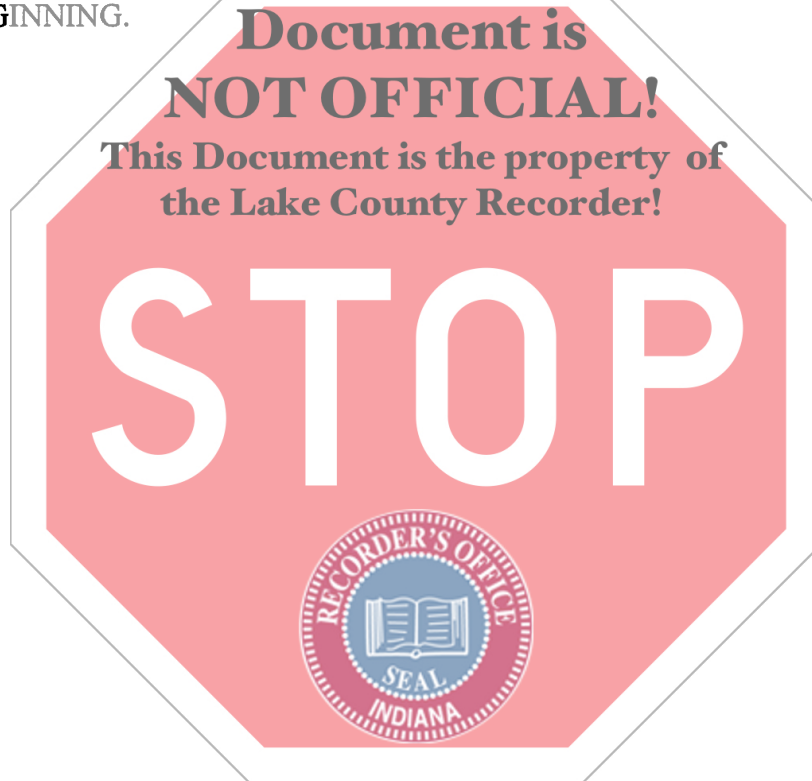 GINNING.
Document is
NOT OFFICIAL!
This Document is the property of
the Lake County Recorder!
STOP
RECORDER'S OFFICE
SEAL
INDIANA